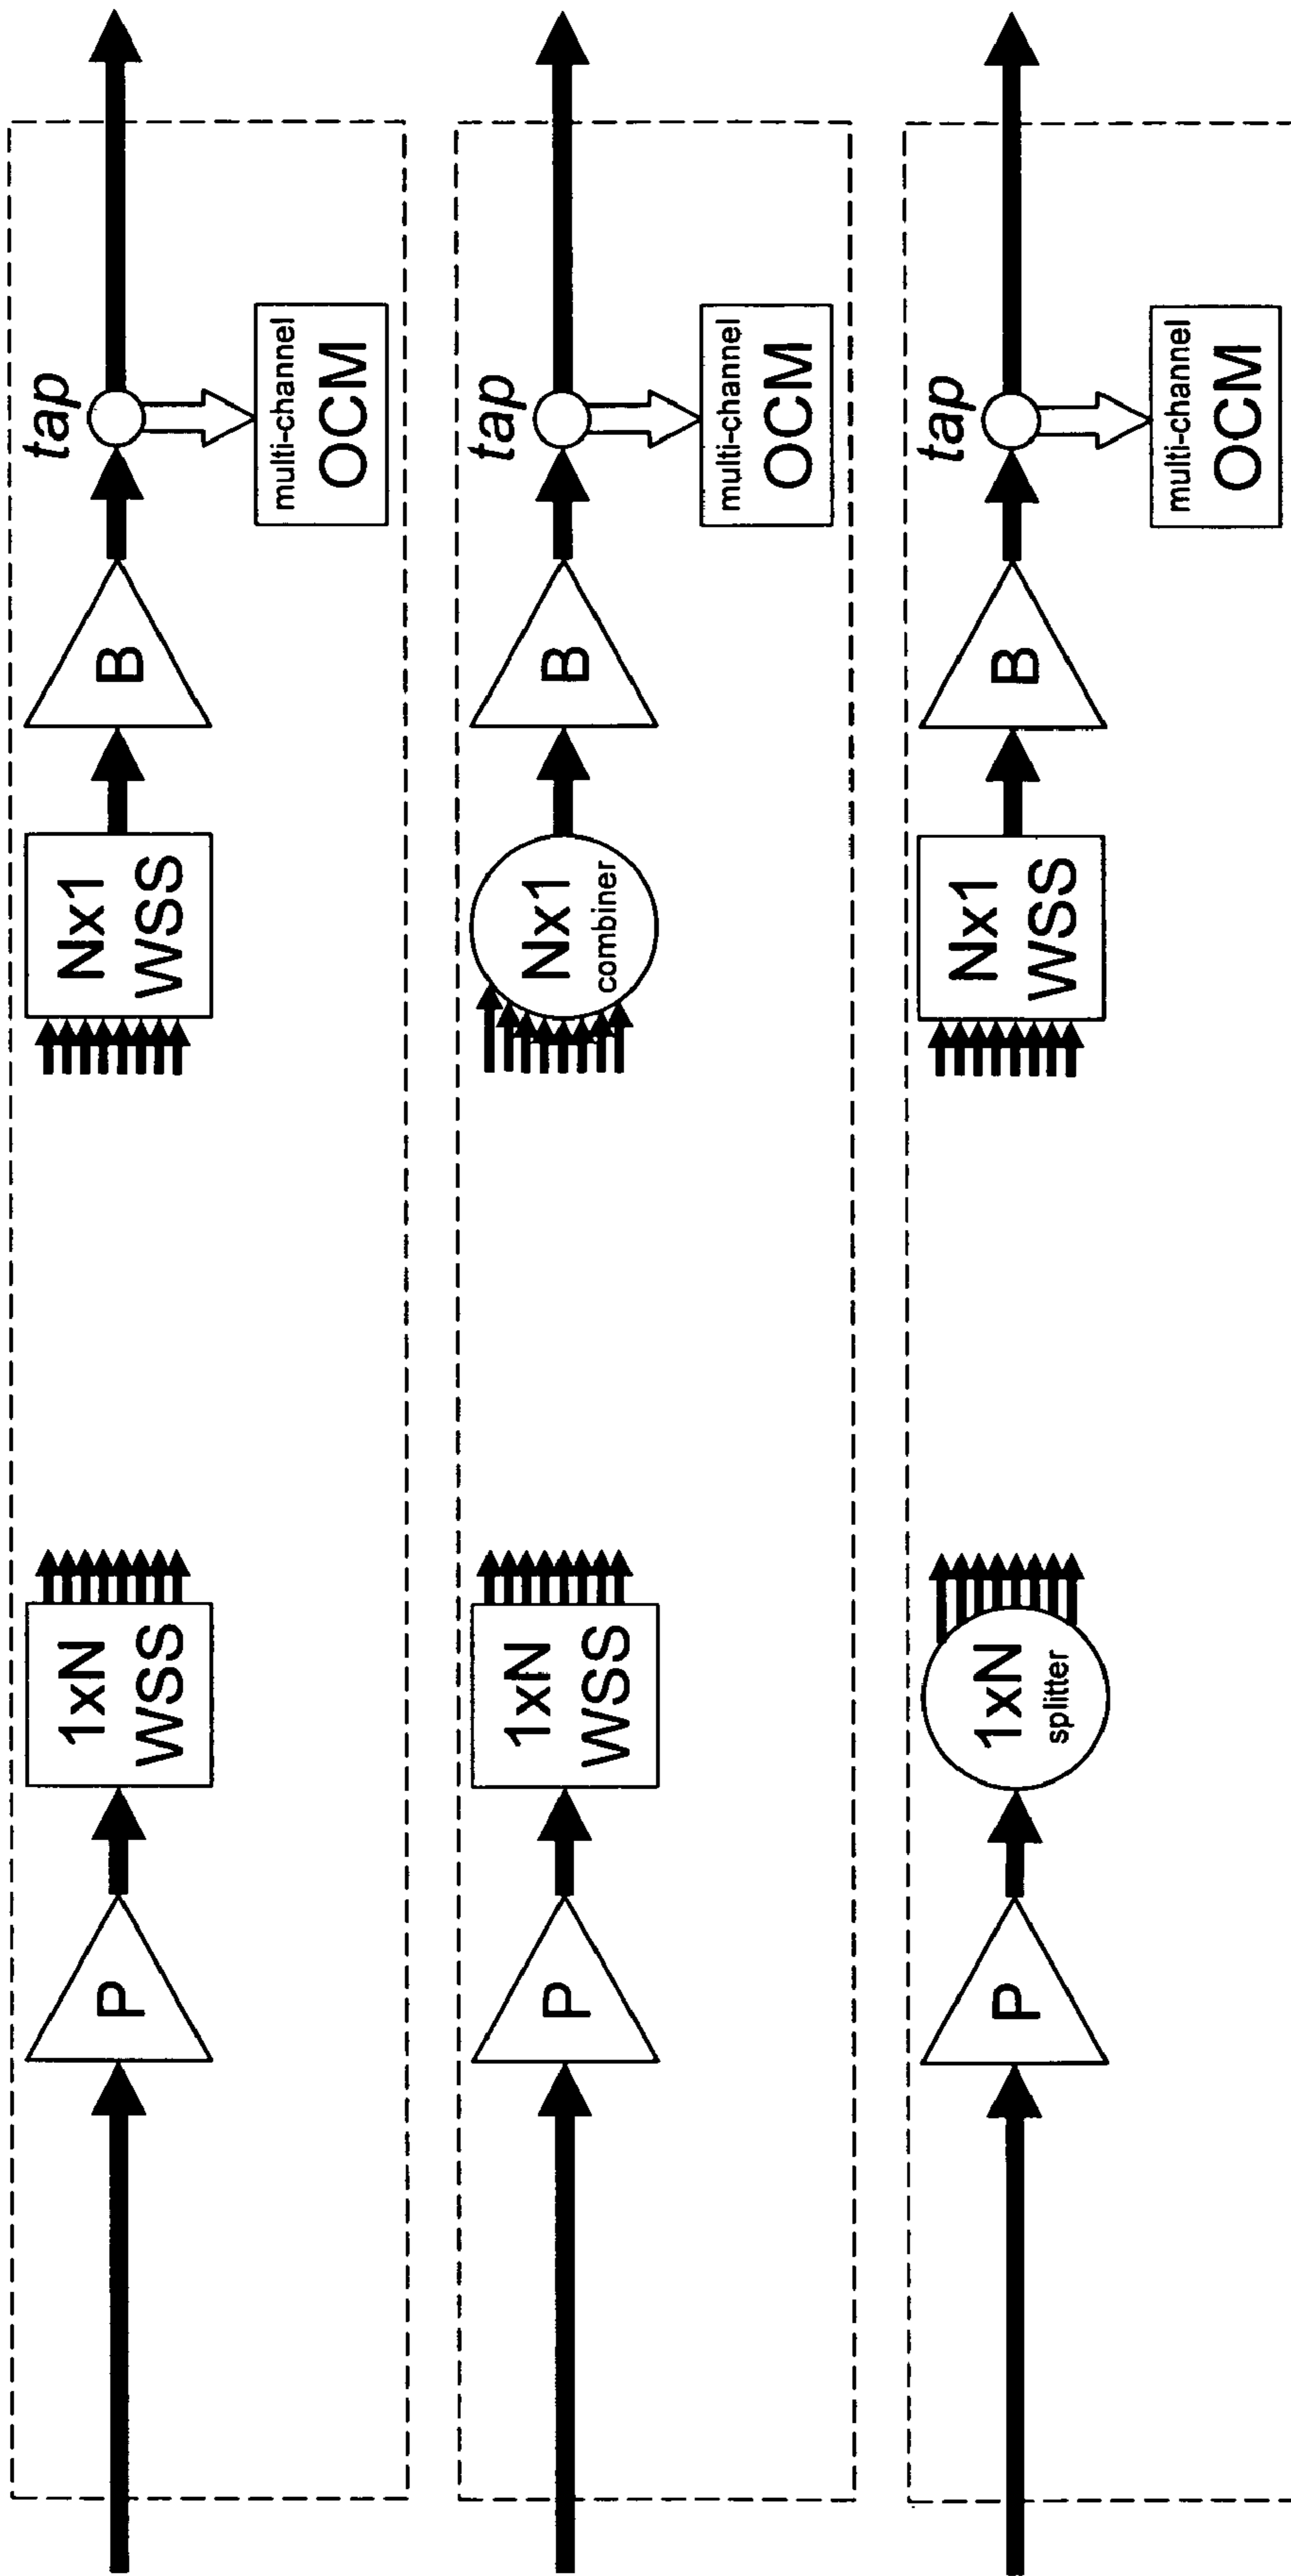 P
1xN
WSS
Nx1
WSS
B
tap
multi-channel
OCM
P
1xN
WSS
Nx1
combiner
B
tap
multi-channel
OCM
P
1xN
splitter
Nx1
WSS
B
tap
multi-channel
OCM